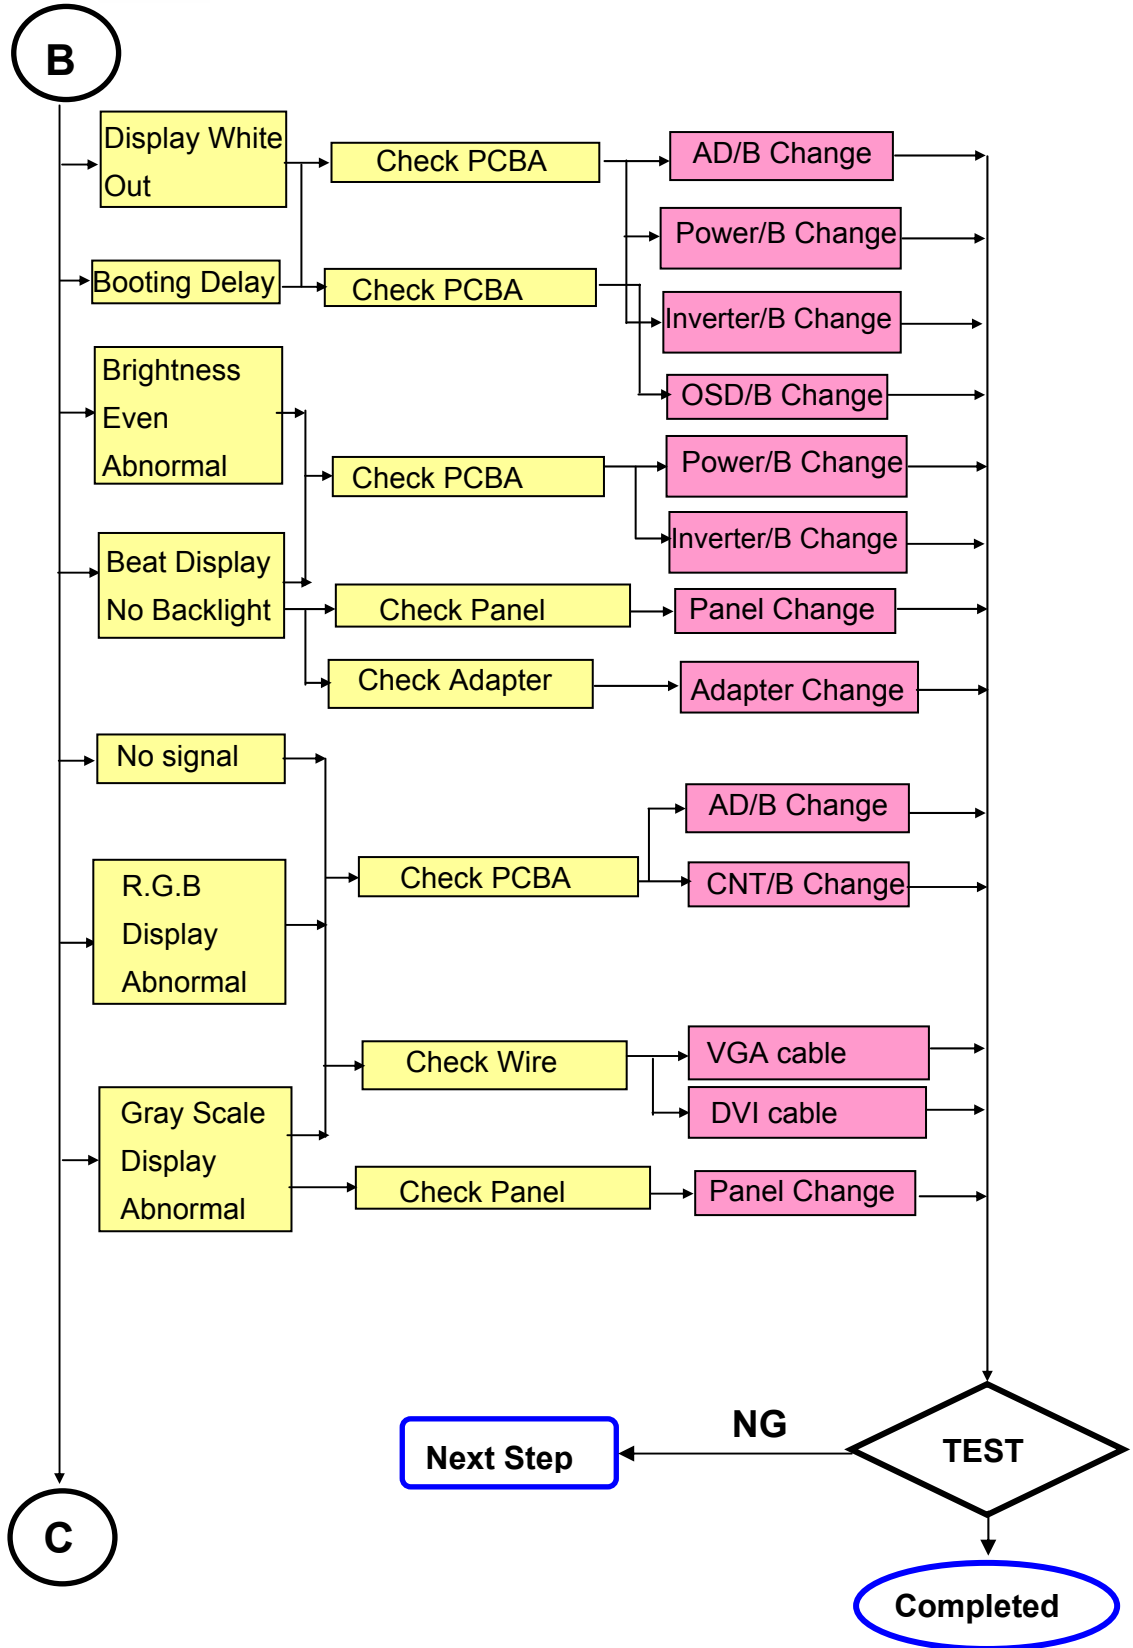 B
Display White
Out
Check PCBA
AD/B Change
Power/B Change
Booting Delay
Check PCBA
Inverter/B Change
OSD/B Change
Brightness
Even
Abnormal
Check PCBA
Power/B Change
Inverter/B Change
Beat Display
No Backlight
Check Panel
Panel Change
Check Adapter
Adapter Change
No signal
AD/B Change
R.G.B
Display
Abnormal
Check PCBA
CNT/B Change
Check Wire
VGA cable
DVI cable
Gray Scale
Display
Abnormal
Check Panel
Panel Change
NG
TEST
Next Step
C
Completed